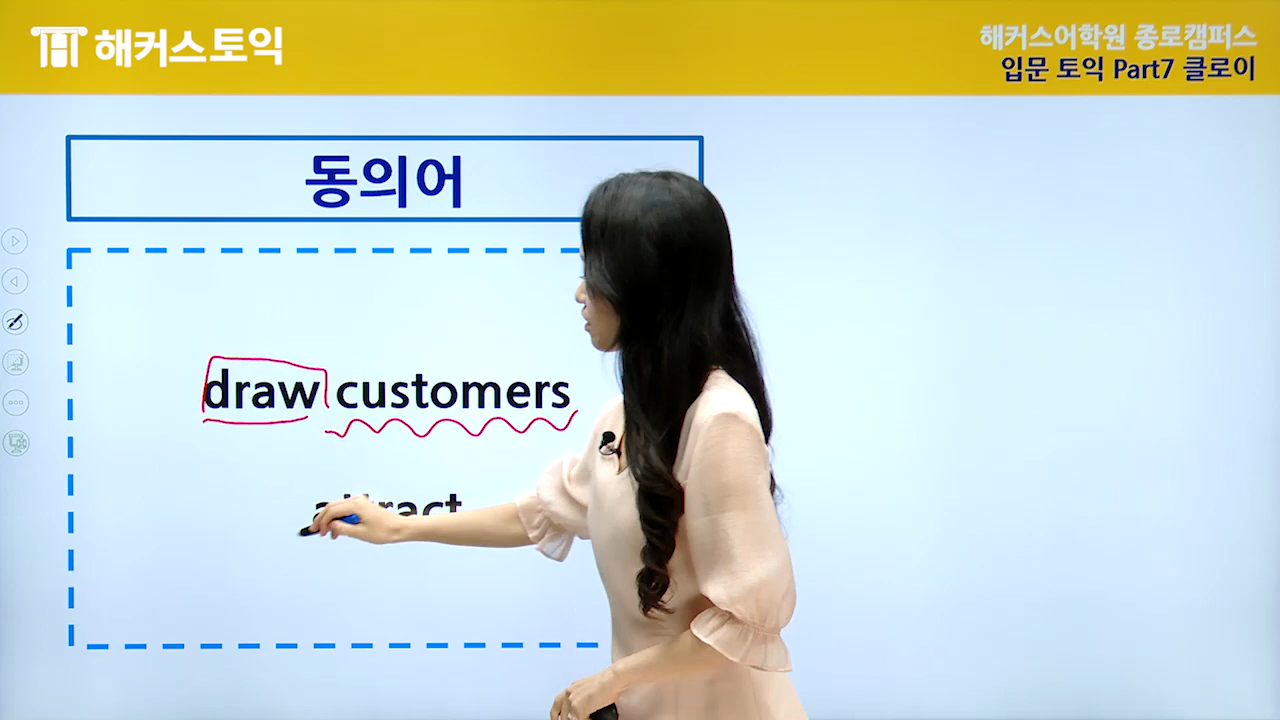 해커스토익
해커스어학원 종로캠퍼스
입문 토익 Part7 클로이
동의어
draw customers
attract